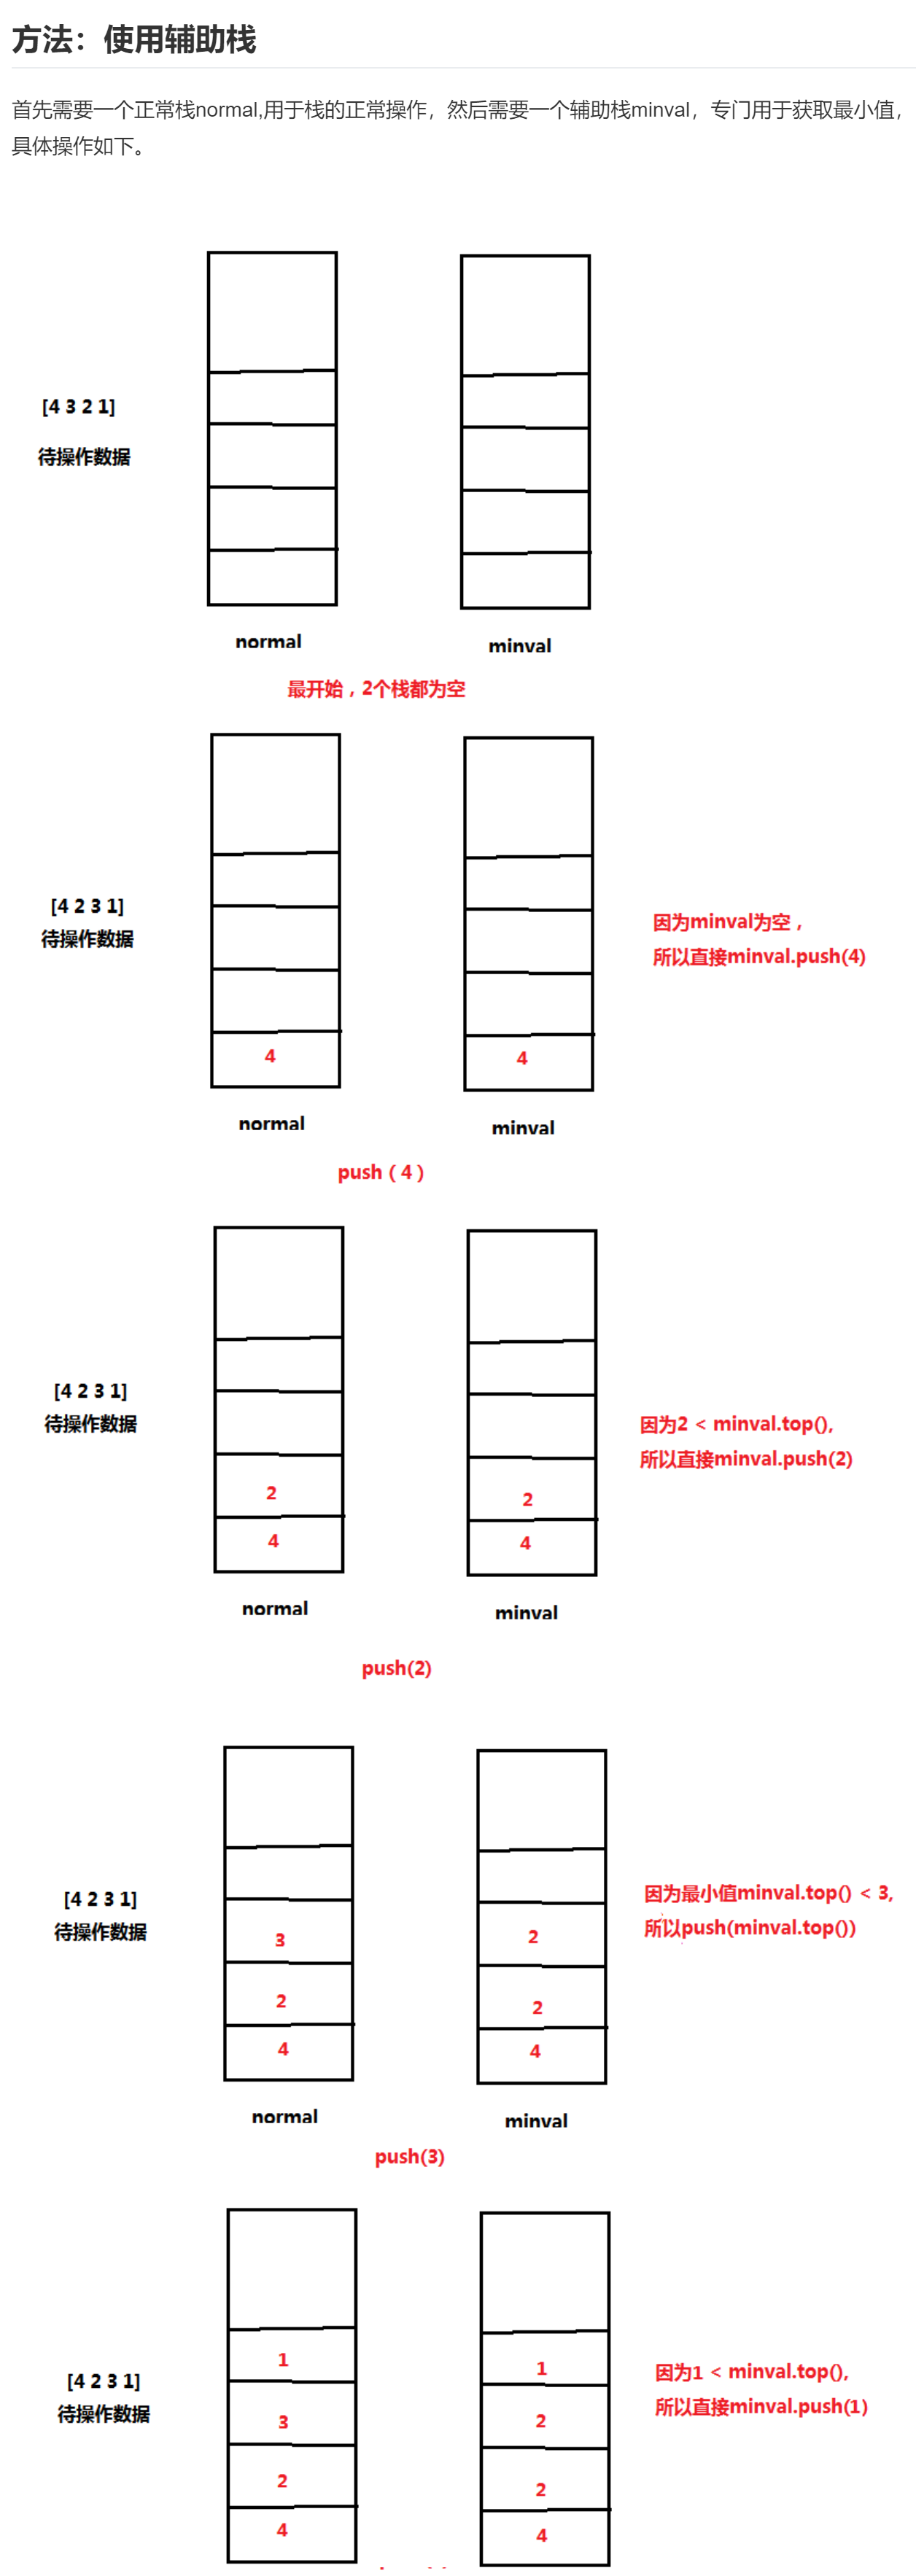 方法：使用辅助栈
首先需要一个正常栈normal,用于栈的正常操作，然后需要一个辅助栈minval，专门用于获取最小值，
具体操作如下。
[4 3 2 1]
待操作数据
normal
minval
最开始，2个栈都为空
[4 2 3 1]
待操作数据
因为minval为空，
所以直接minval.push(4)
4
4
normal
minval
push（4）
[4 2 3 1]
待操作数据
因为2 < minval.top(),
所以直接minval.push(2)
2
2
4
4
normal
minval
push(2)
[4 2 3 1]
待操作数据
因为最小值minval.top() < 3,
所以push(minval.top())
3
2
2
2
4
4
normal
minval
push(3)
[4 2 3 1]
待操作数据
因为1 < minval.top(),
所以直接minval.push(1)
1
1
3
2
2
2
4
4